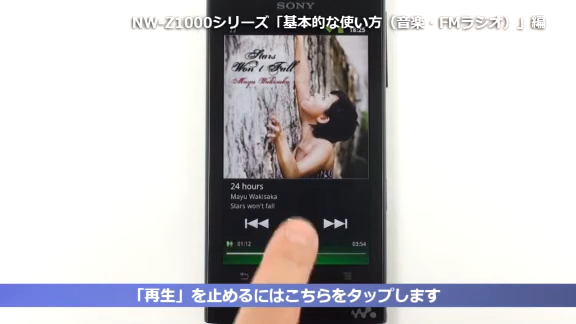 NW-Z1000シリーズ「基本的な使い方（音楽・FMラジオ）」編
SONY
16:25
Stars
Won't Fall
Mayu Wakisaka
24 hours
Mayu Wakisaka
Stars won't fall
01/12
03:54
「再生」を止めるにはこちらをタップします